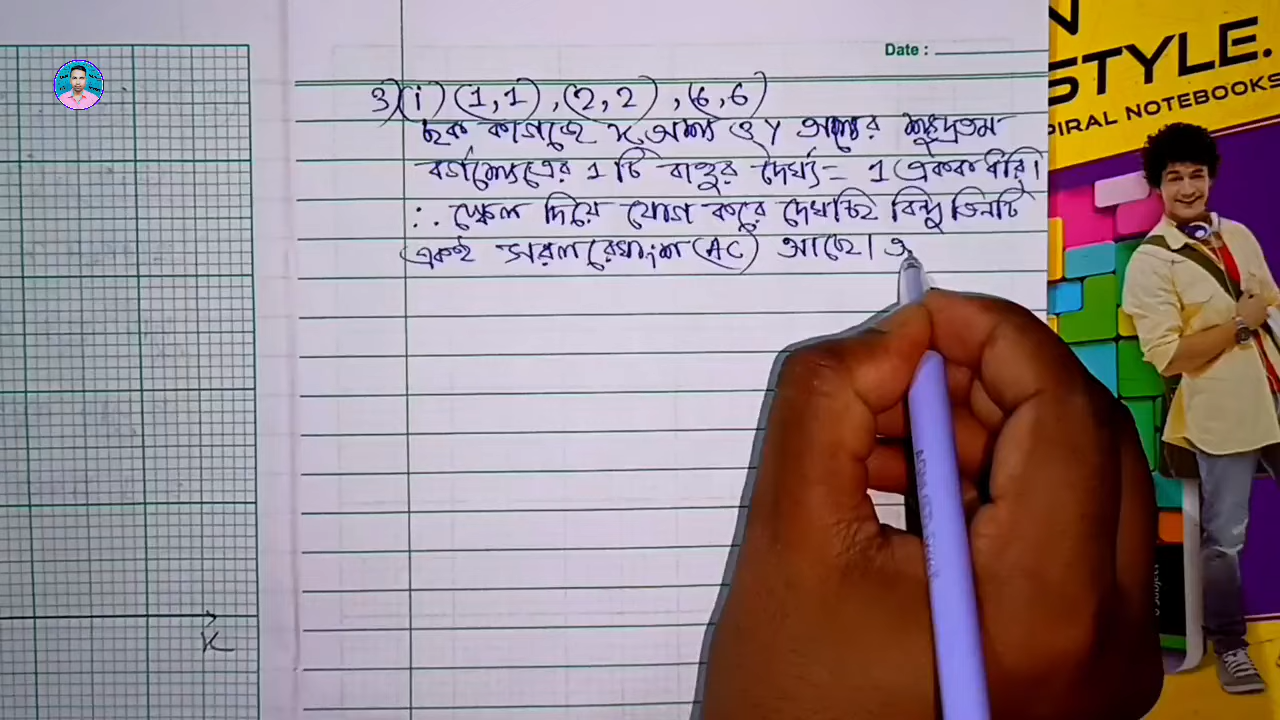 Date :
3)(i) (1,1) ,(2,2) , (6,6)
ছক কাগজে x অক্ষ ও y অক্ষের ক্ষুদ্রতম
বর্গক্ষেত্রের 1 টি বাহুর দৈর্ঘ্য = 1 একক ধরি।
∴ স্কেল দিয়ে যোগ করে দেখছি বিন্দু তিনটি
একই সরলরেখাংশ (AC) আছে।
x
STYLE.
PIRAL NOTEBOOKS